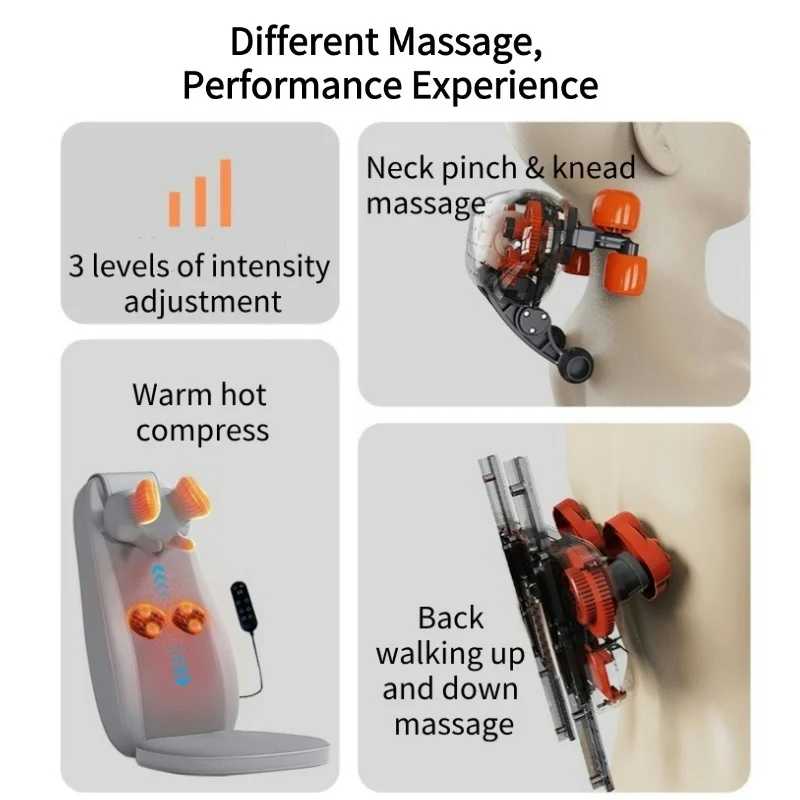 Different Massage,
Performance Experience
3 levels of intensity
adjustment
Neck pinch & knead
massage
Warm hot
compress
Back
walking up
and down
massage